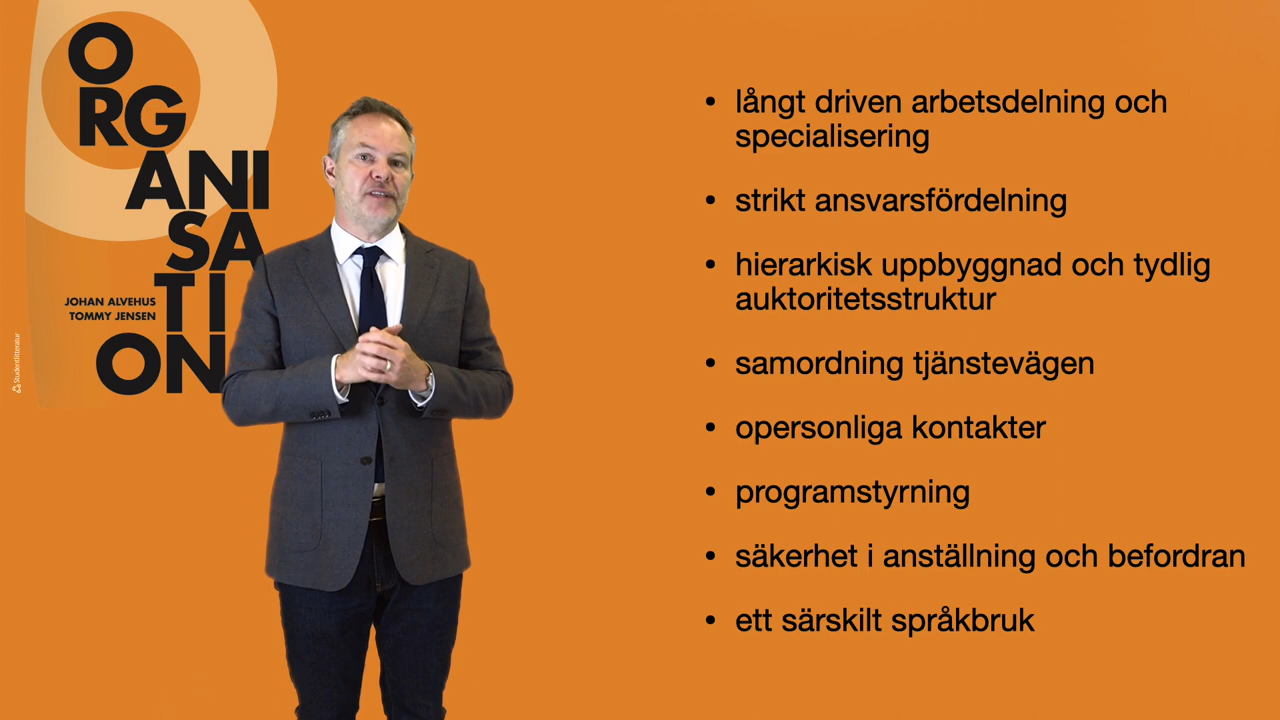 O
RG
ANI
SA
TI
ON
JOHAN ALVEHUS
TOMMY JENSEN
Studentlitteratur
• långt driven arbetsdelning och
specialisering
• strikt ansvarsfördelning
• hierarkisk uppbyggnad och tydlig
auktoritetsstruktur
• samordning tjänstevägen
• opersonliga kontakter
• programstyrning
• säkerhet i anställning och befordran
• ett särskilt språkbruk